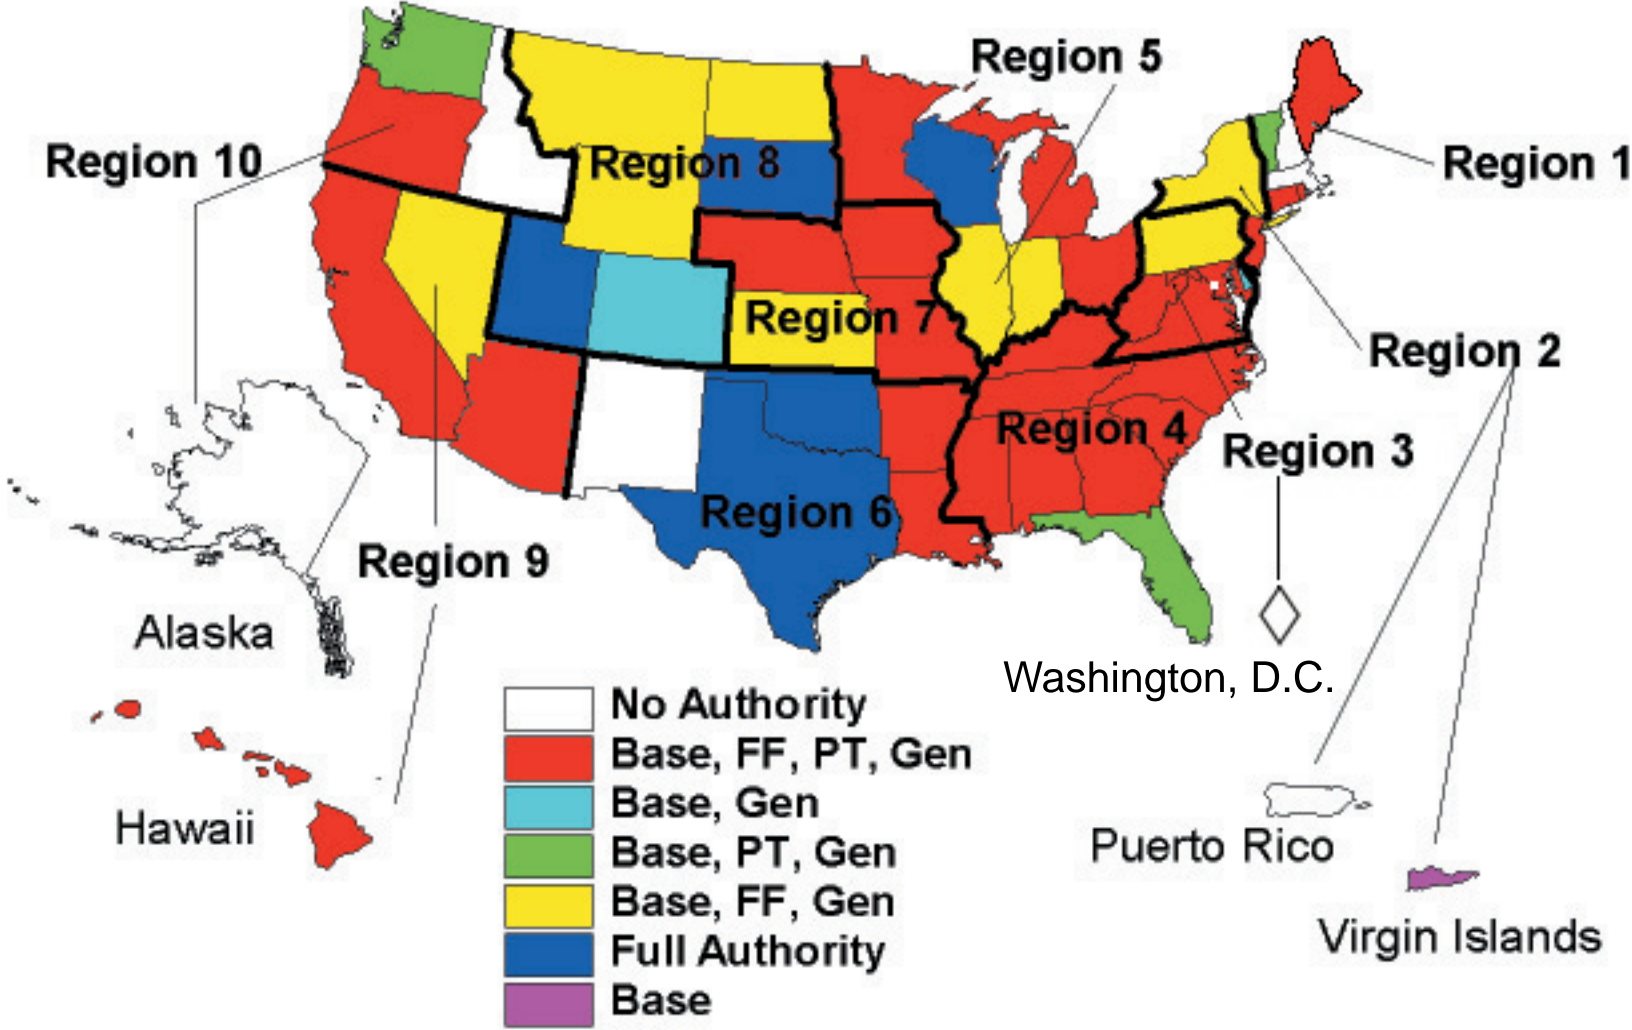 Region 5
Region 10
Region 8
Region 1
Region 7
Region 2
Region 4
Region 3
Region 6
Region 9
Alaska
Washington, D.C.
No Authority
Base, FF, PT, Gen
Base, Gen
Hawaii
Base, PT, Gen
Puerto Rico
Base, FF, Gen
Virgin Islands
Full Authority
Base